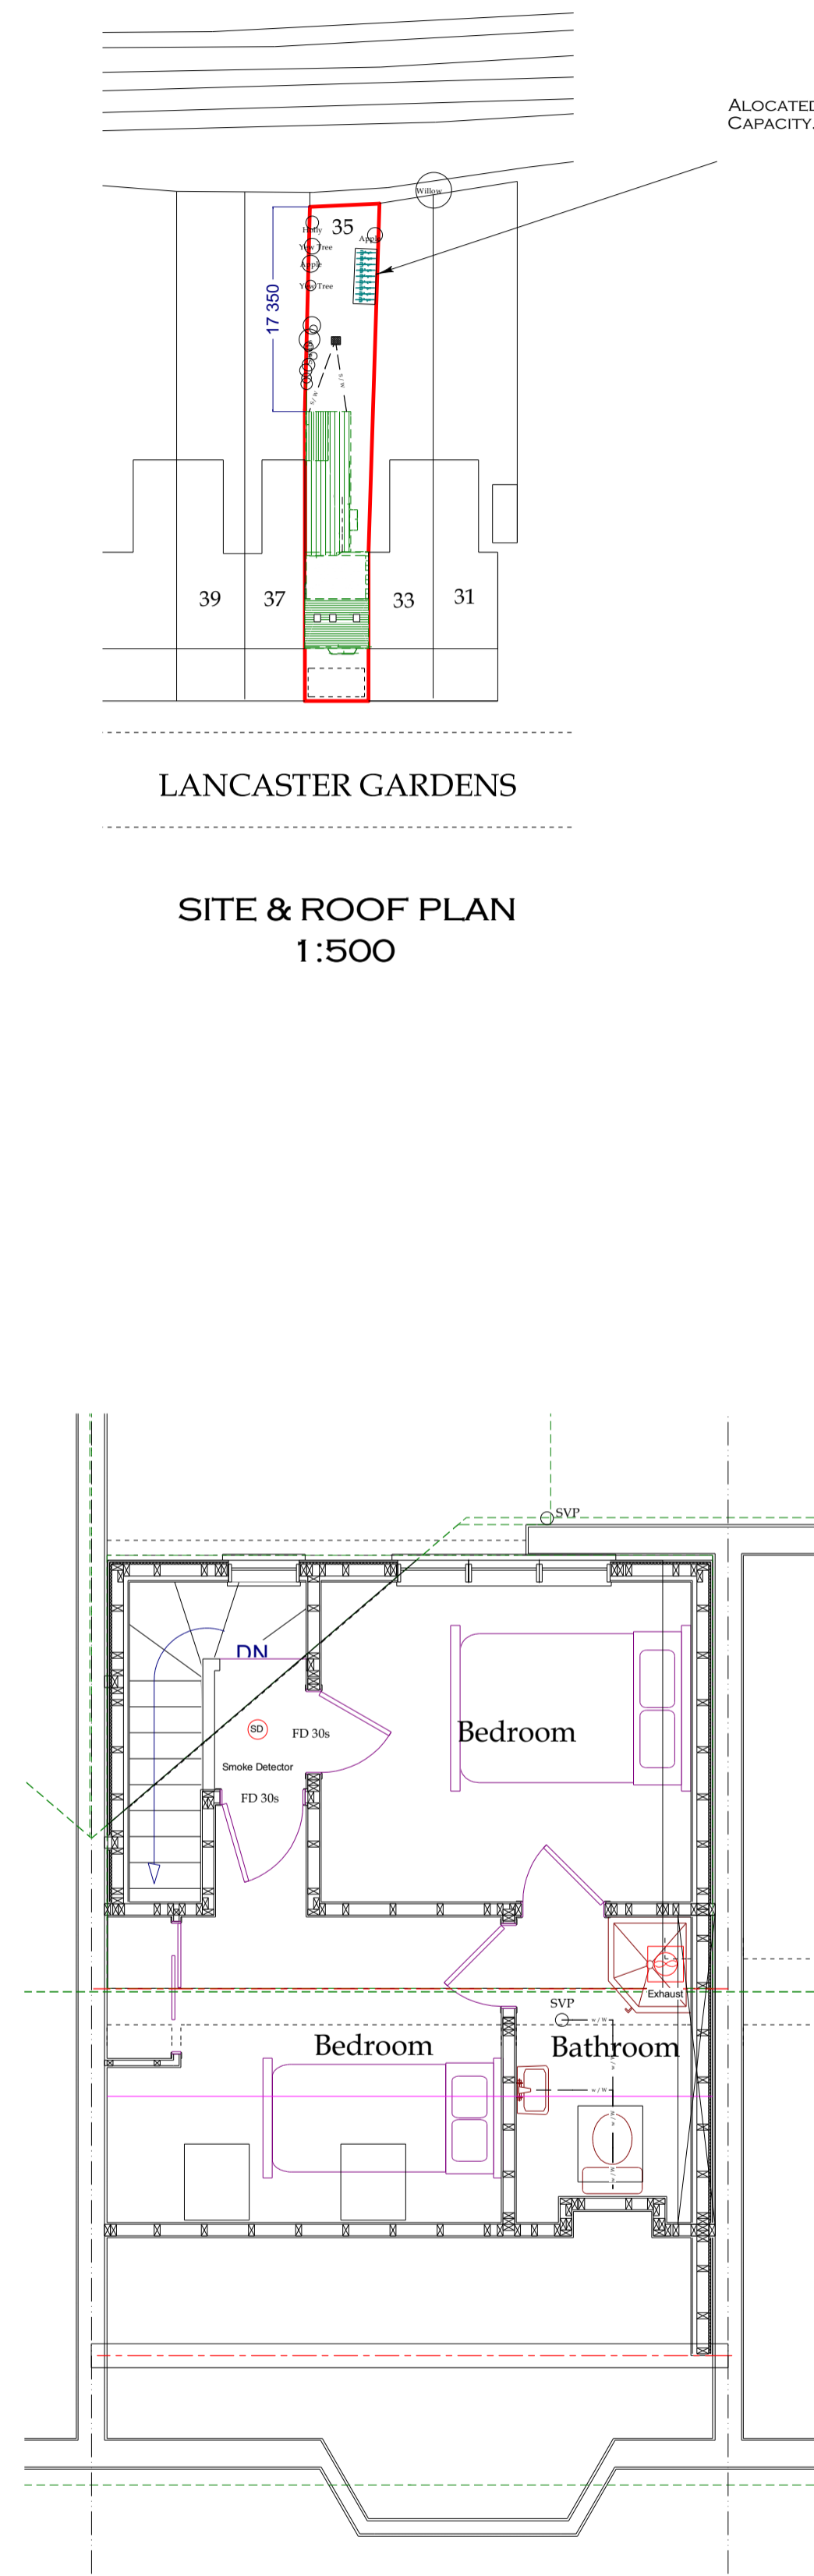 ALOCATED
CAPACITY.
Willow
Holly
35
Apple
Yew Tree
Apple
Yew Tree
17 350
S / W
S / W
39
37
33
31
LANCASTER GARDENS
SITE & ROOF PLAN
1:500
SVP
DN
SD
FD 30s
Bedroom
Smoke Detector
FD 30s
Exhaust
SVP
w / W
Bedroom
Bathroom
w / W
w / W
w / W
w / W